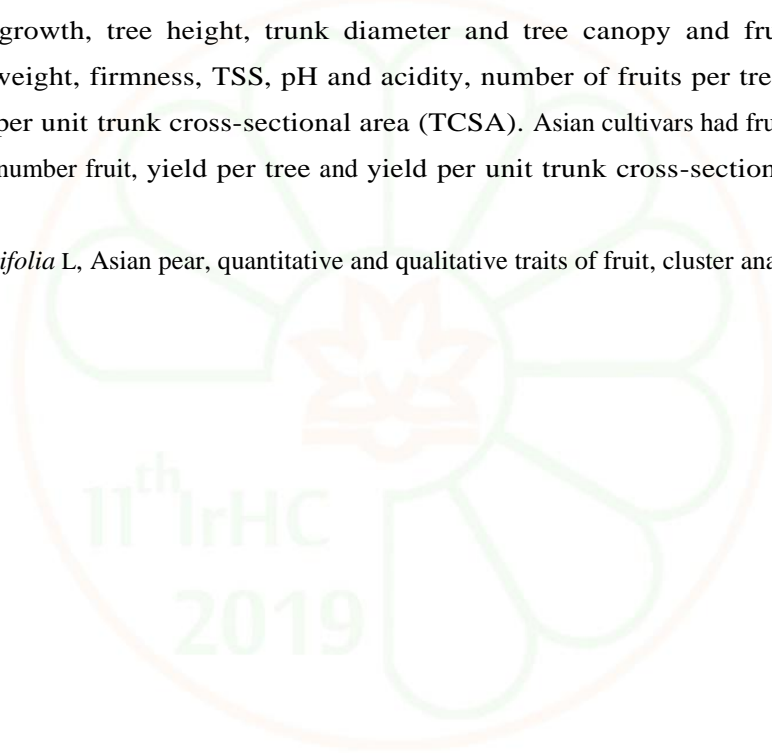 growth, tree height, trunk diameter and tree canopy and fru
weight, firmness, TSS, pH and acidity, number of fruits per tre
per unit trunk cross-sectional area (TCSA). Asian cultivars had fru
number fruit, yield per tree and yield per unit trunk cross-section
ifolia L, Asian pear, quantitative and qualitative traits of fruit, cluster ana
11th IrHC
2019